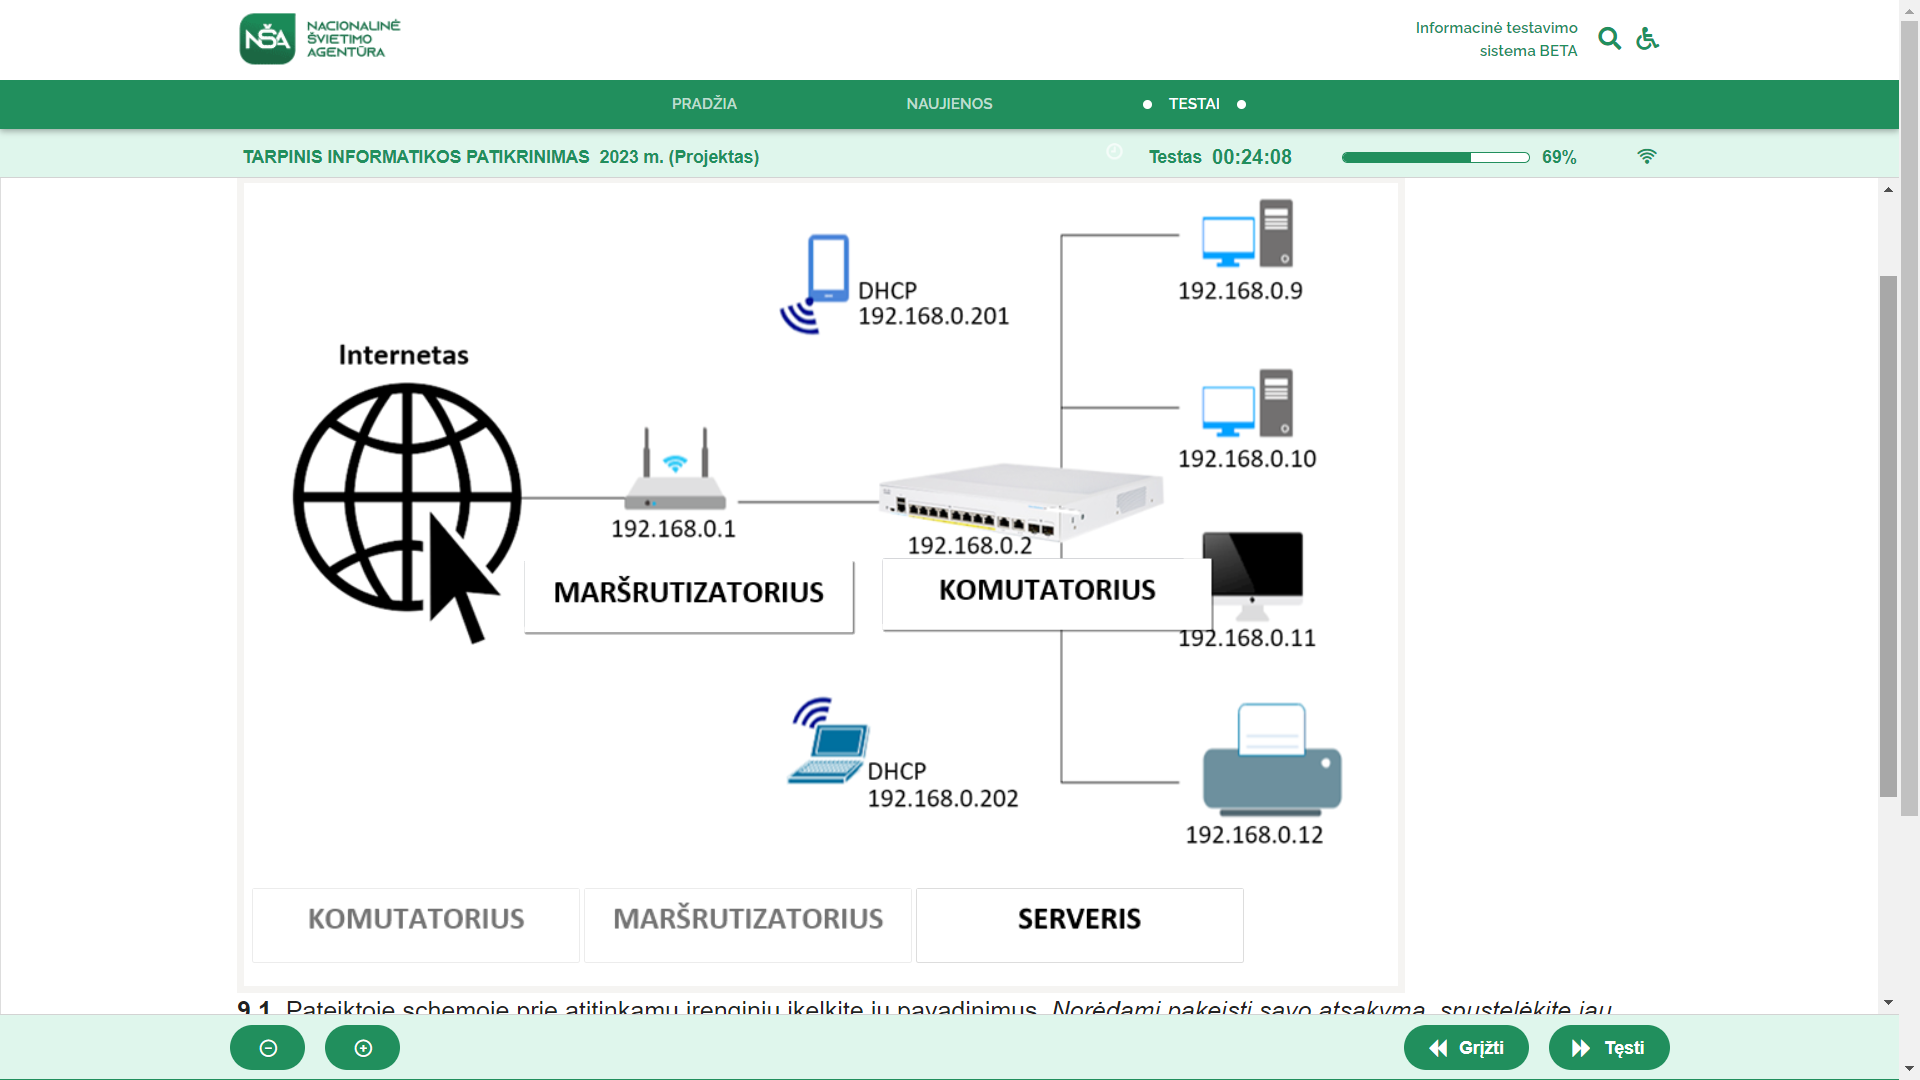 NŠA
NACIONALINĖ
ŠVIETIMO
AGENTŪRA
Informacinė testavimo
sistema BETA
PRADŽIA
NAUJIENOS
TESTAI
TARPINIS INFORMATIKOS PATIKRINIMAS 2023 m. (Projektas)
Testas 00:24:08
69%
DHCP
192.168.0.201
192.168.0.9
Internetas
192.168.0.10
192.168.0.1
192.168.0.2
MARŠRUTIZATORIUS
KOMUTATORIUS
192.168.0.11
DHCP
192.168.0.202
192.168.0.12
KOMUTATORIUS
MARŠRUTIZATORIUS
SERVERIS
9.1. Pateiktoje schemoje prie atitinkamų įrenginių įkelkite jų pavadinimus. Norėdami pakeisti savo atsakymą, spustelėkite jau
Grįžti
Tęsti